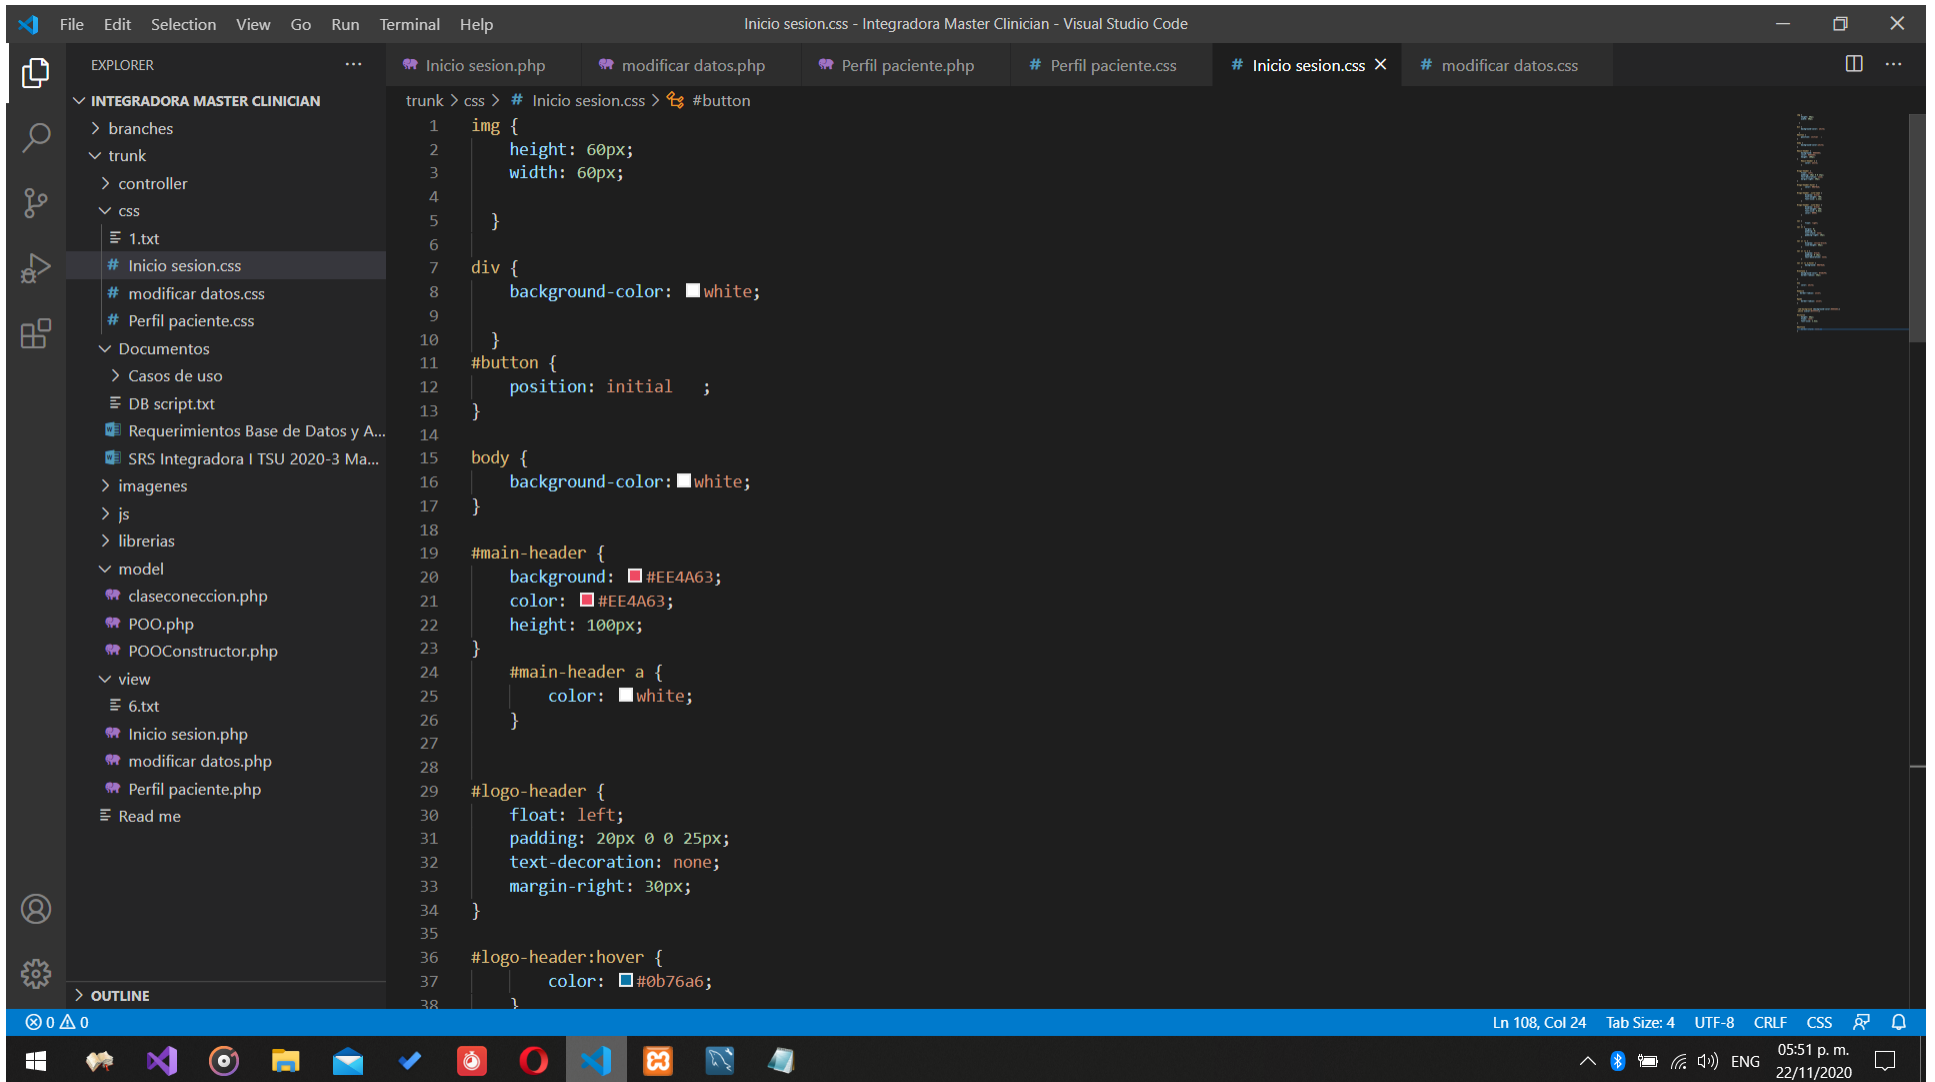 File Edit Selection View Go Run Terminal Help
Inicio sesion.css - Integradora Master Clinician - Visual Studio Code
EXPLORER
INTEGRADORA MASTER CLINICIAN
branches
trunk
controller
css
1.txt
Inicio sesion.css
modificar datos.css
Perfil paciente.css
Documentos
Casos de uso
DB script.txt
Requerimientos Base de Datos y A...
SRS Integradora I TSU 2020-3 Ma...
imagenes
js
librerias
model
claseconeccion.php
POO.php
POOConstructor.php
view
6.txt
Inicio sesion.php
modificar datos.php
Perfil paciente.php
Read me
OUTLINE
Inicio sesion.php modificar datos.php Perfil paciente.php # Perfil paciente.css # Inicio sesion.css # modificar datos.css
trunk > css > # Inicio sesion.css > #button
1 img {
2 height: 60px;
3 width: 60px;
4
5 }
6
7 div {
8 background-color: white;
9
10 }
11 #button {
12 position: initial ;
13 }
14
15 body {
16 background-color: white;
17 }
18
19 #main-header {
20 background: #EE4A63;
21 color: #EE4A63;
22 height: 100px;
23 }
24 #main-header a {
25 color: white;
26 }
27
28
29 #logo-header {
30 float: left;
31 padding: 20px 0 0 25px;
32 text-decoration: none;
33 margin-right: 30px;
34 }
35
36 #logo-header:hover {
37 color: #0b76a6;
38 }
0 0
Ln 108, Col 24 Tab Size: 4 UTF-8 CRLF CSS
ENG
05:51 p. m.
22/11/2020